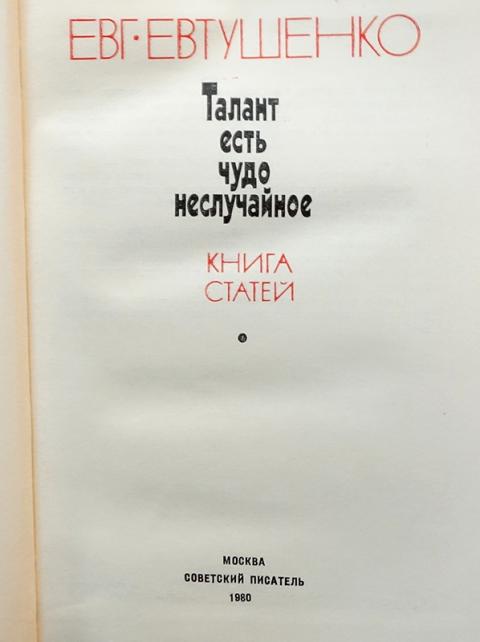 ЕВГ·ЕВТУШЕНКО
Талант
есть
чудо
неслучайное
КНИГА
СТАТЕЙ
МОСКВА
СОВЕТСКИЙ ПИСАТЕЛЬ
1980